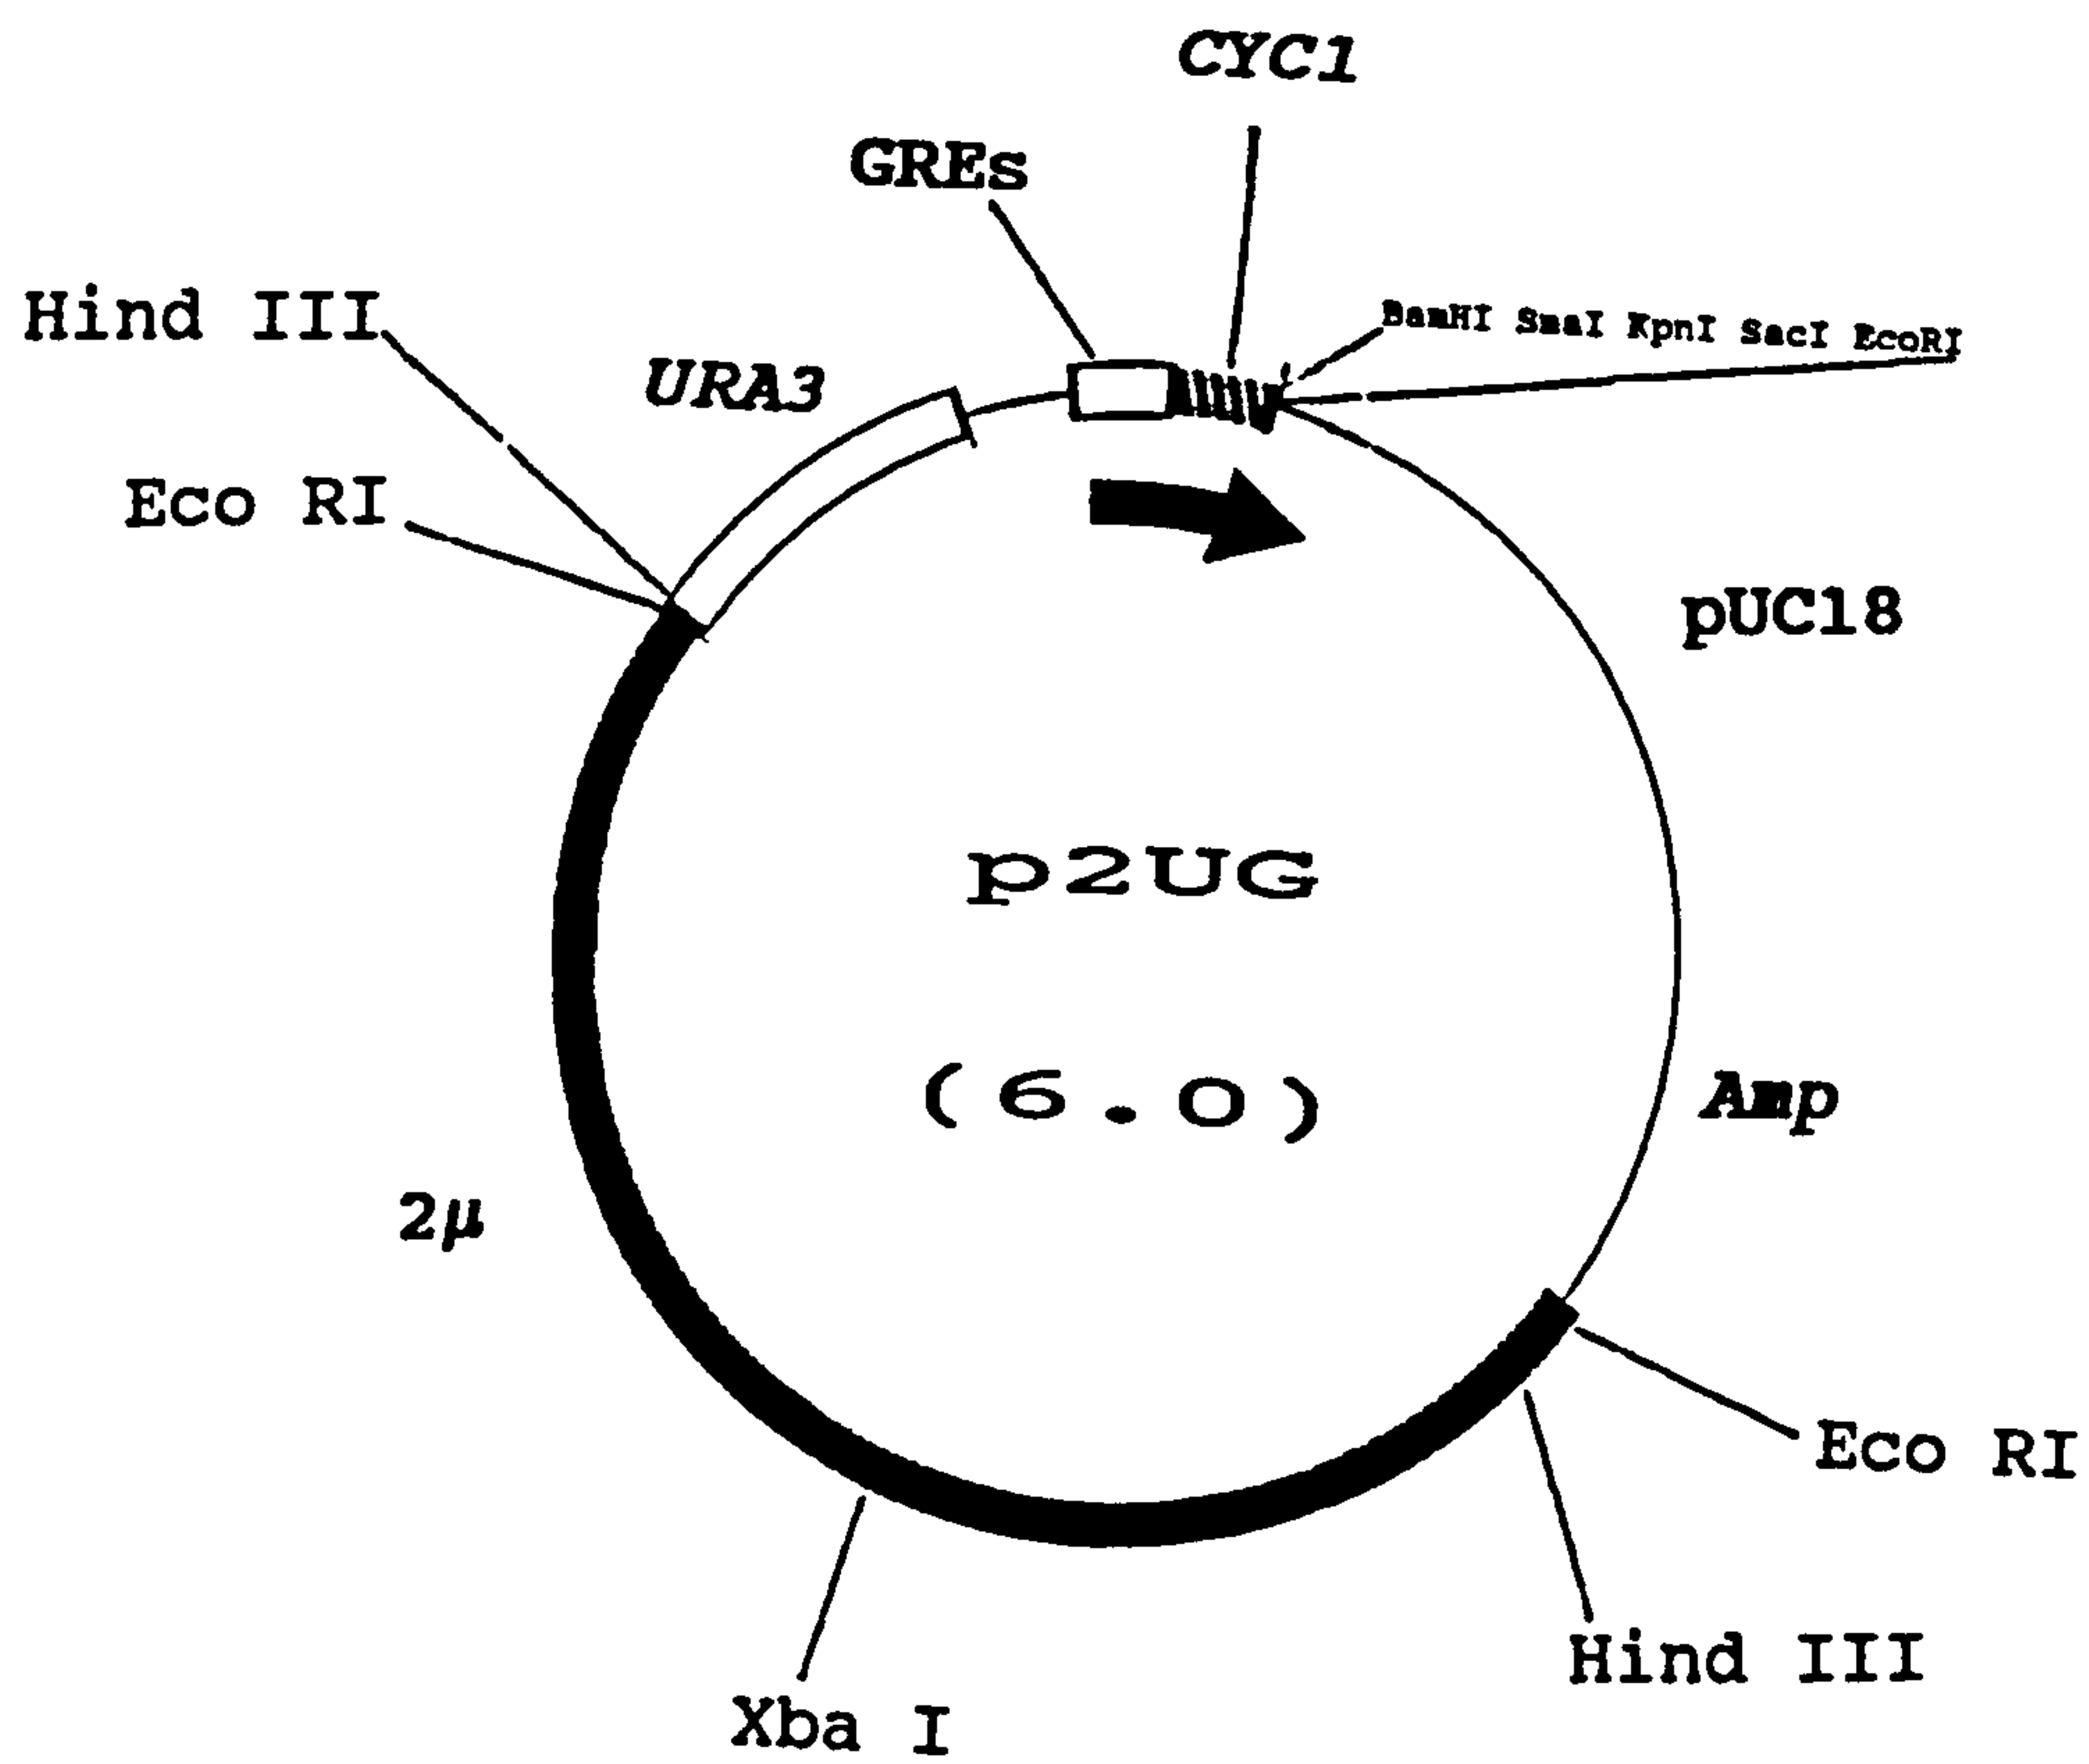 CYC1
GREs
Hind III
BamHI SmaI KpnI SacI EcoRI
URA3
Eco RI
pUC18
p2UG
(6.0)
Amp
2μ
Eco RI
Hind III
Xba I